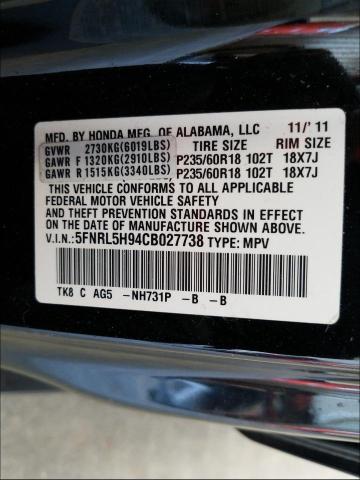 MFD. BY HONDA MFG. OF ALABAMA, LLC 11/'11
GVWR 2730KG(6019LBS) TIRE SIZE RIM SIZE
GAWR F 1320KG(2910LBS) P235/60R18 102T 18X7J
GAWR R 1515KG(3340LBS) P235/60R18 102T 18X7J
THIS VEHICLE CONFORMS TO ALL APPLICABLE
FEDERAL MOTOR VEHICLE SAFETY AND
THEFT PREVENTION STANDARDS IN EFFECT
ON THE DATE OF MANUFACTURE SHOWN ABOVE.
V.I.N: 5FNRL5H94CB027738 TYPE: MPV
TK8 C AG5 -NH731P -B -B